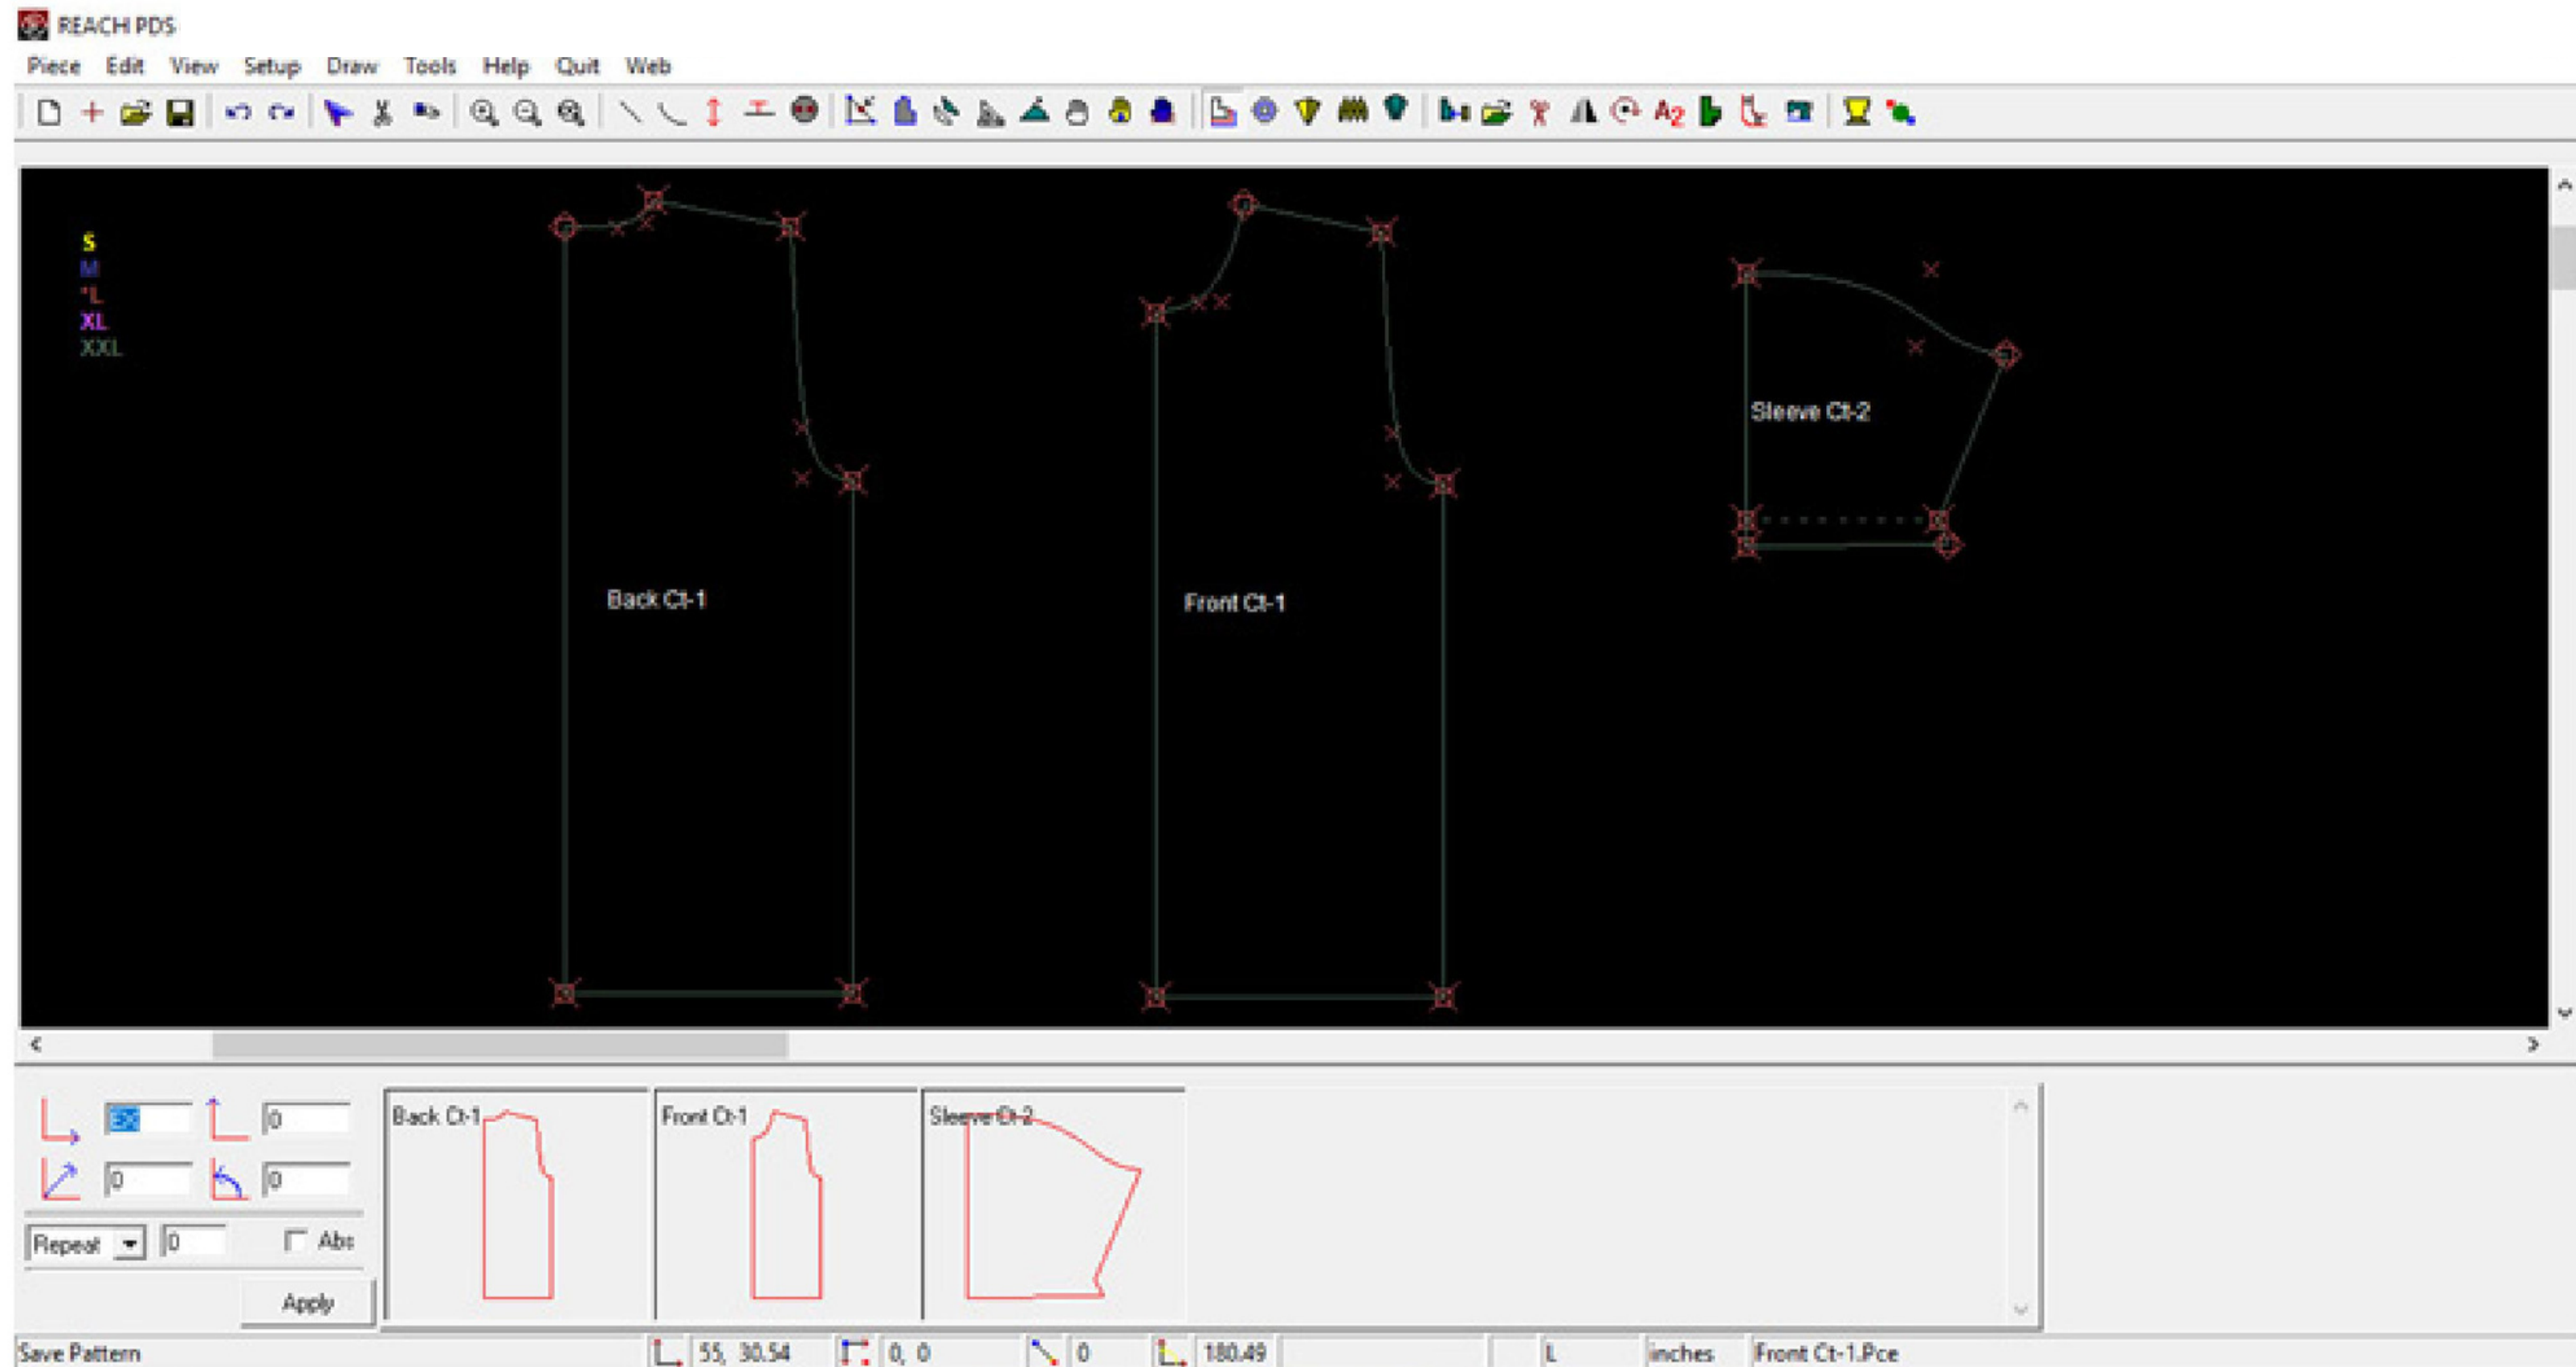 REACH PDS
Piece Edit View Setup Draw Tools Help Quit Web
A2
S
M
*L
XL
XXL
Sleeve Ct-2
Back Ct-1
Front Ct-1
0
Back Ct-1
Front Ct-1
Sleeve Ct-2
0
0
Repeat
0
Abs
Apply
Save Pattern
55, 30.54
0, 0
0
180.49
L
inches
Front Ct-1.Pce